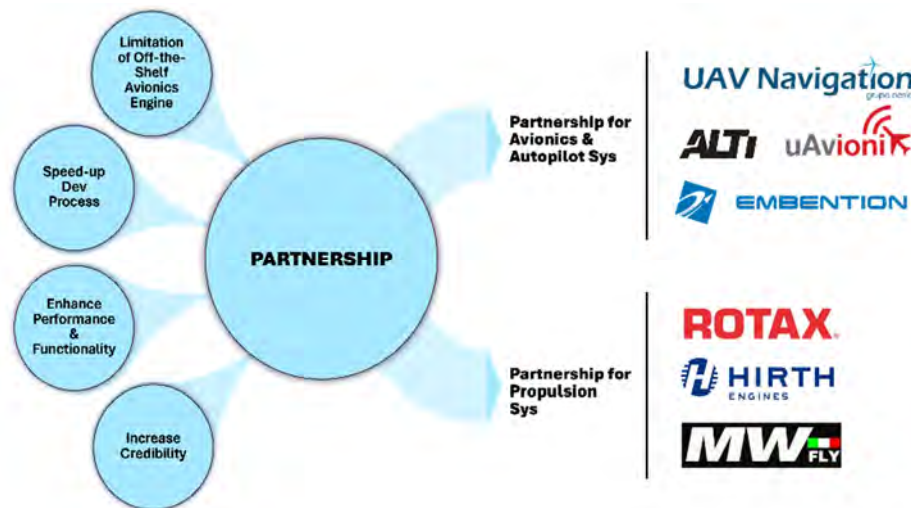 Limitation
of Off-the-
Shelf
Avionics
Engine
Speed-up
Dev
Process
Enhance
Performance
&
Functionality
Increase
Credibility
PARTNERSHIP
Partnership for
Avionics &
Autopilot Sys
UAV Navigation
ALTI
uAvioni
EMBENTION
Partnership for
Propulsion
Sys
ROTAX
HIRTH
ENGINES
MW
FLY